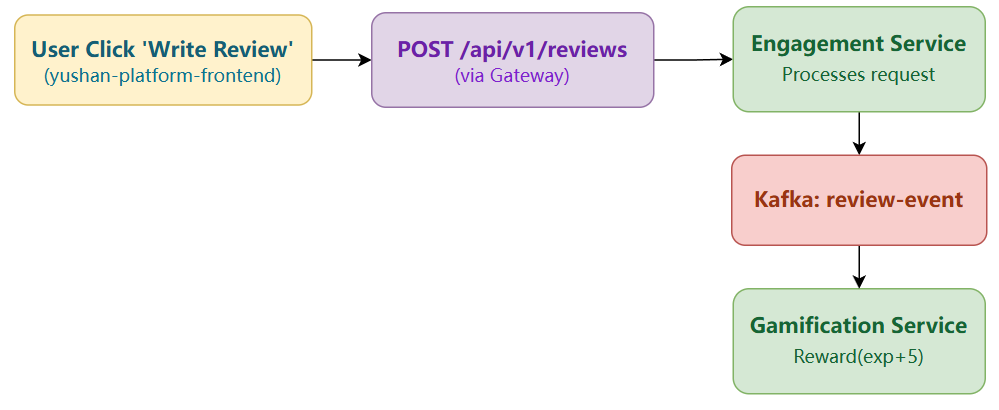 User Click 'Write Review'
(yushan-platform-frontend)
POST /api/v1/reviews
(via Gateway)
Engagement Service
Processes request
Kafka: review-event
Gamification Service
Reward(exp+5)